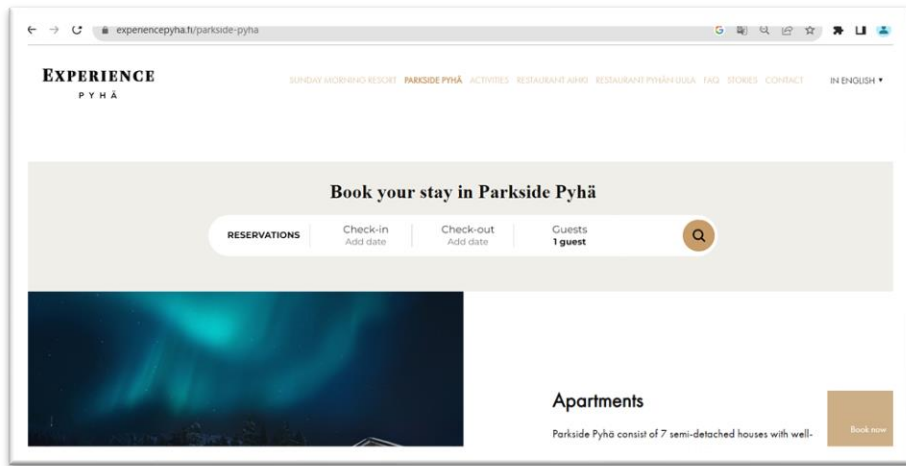 experiencepyha.fi/parkside-pyha
EXPERIENCE
PYHÄ
SUNDAY MORNING RESORT PARKSIDE PYHÄ ACTIVITIES RESTAURANT AIHKI RESTAURANT PYHÄN GULA FAQ STORIES CONTACT IN ENGLISH
Book your stay in Parkside Pyhä
RESERVATIONS Check-in Check-out Guests
Add date Add date 1 guest
Apartments
Parkside Pyhä consist of 7 semi-detached houses with well-
Book now